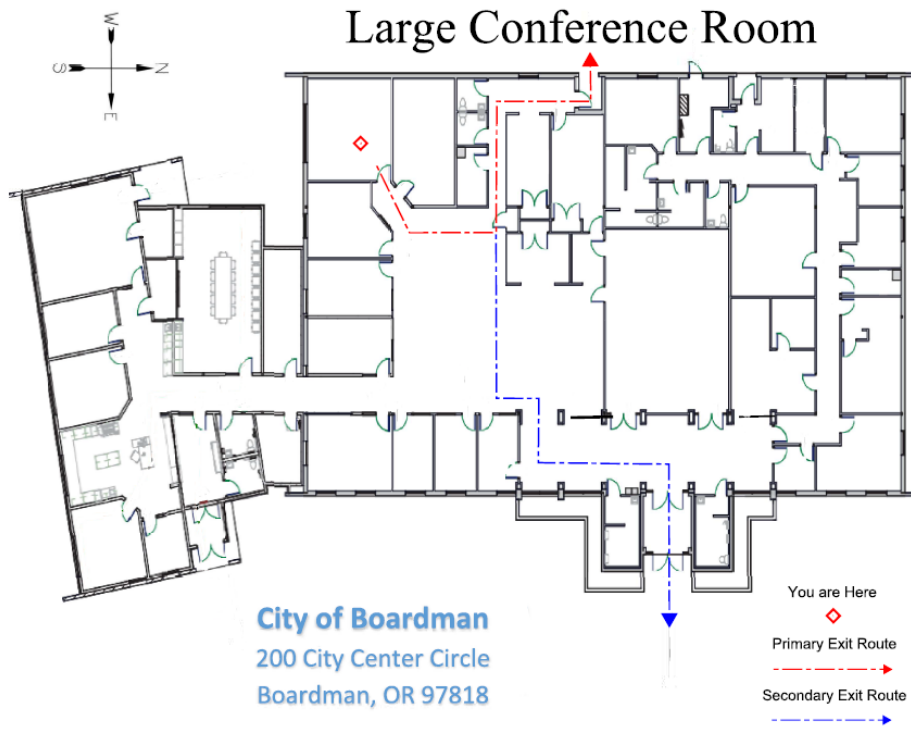 Large Conference Room
W
S
N
E
City of Boardman
200 City Center Circle
Boardman, OR 97818
You are Here
Primary Exit Route
Secondary Exit Route